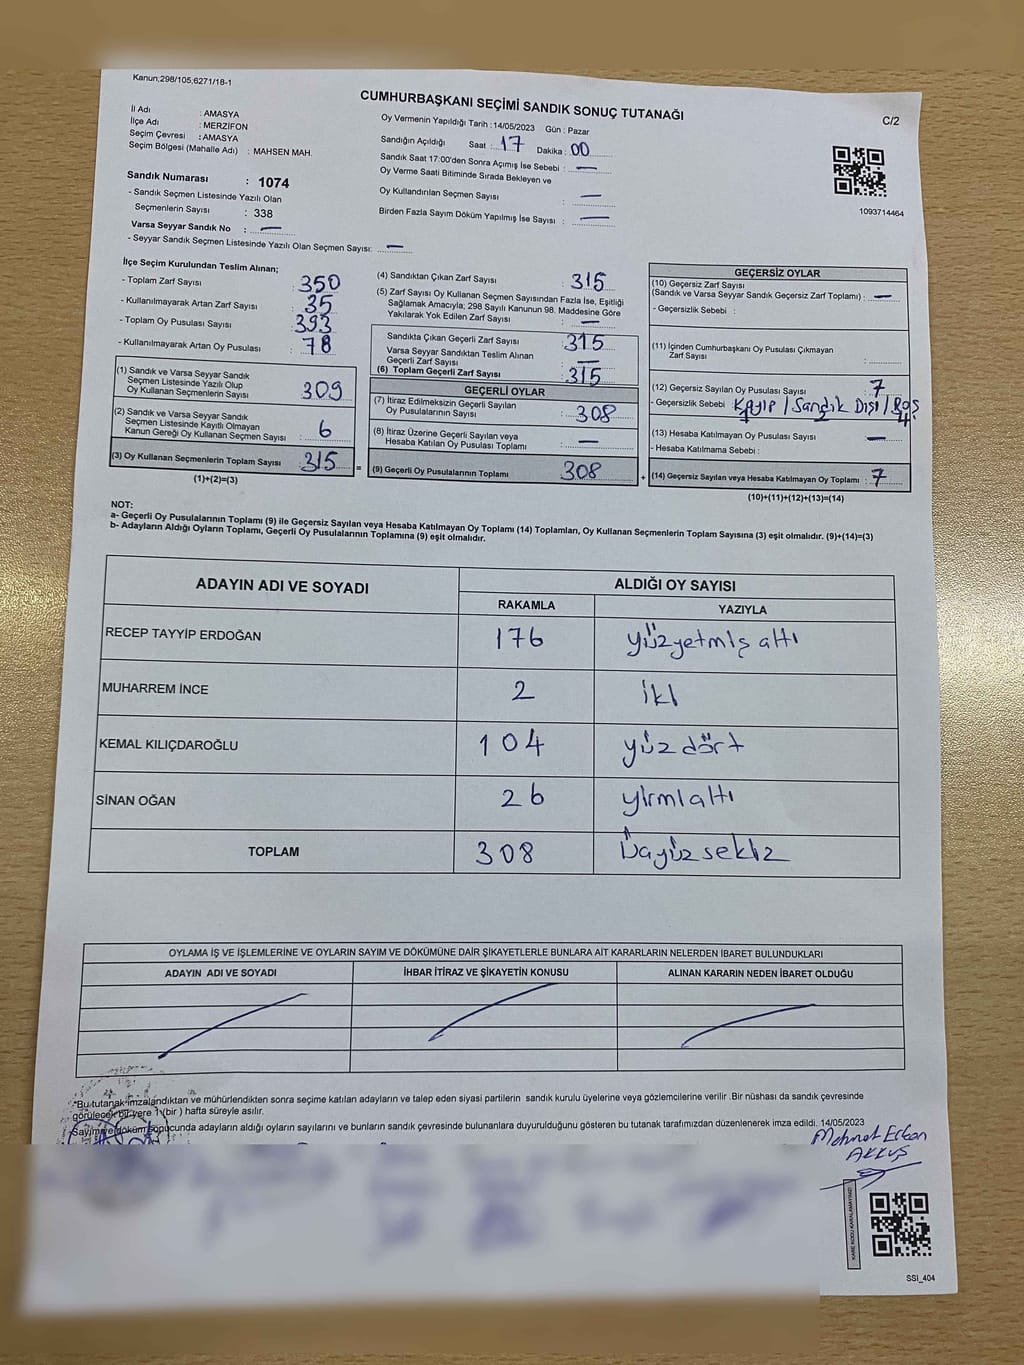 Kanun;298/105;6271/18-1
CUMHURBAŞKANI SEÇİMİ SANDIK SONUÇ TUTANAĞI
C/2
İl Adı : AMASYA
İlçe Adı : MERZİFON
Seçim Çevresi : AMASYA
Seçim Bölgesi (Mahalle Adı) : MAHSEN MAH.
Sandık Numarası : 1074
- Sandık Seçmen Listesinde Yazılı Olan
Seçmenlerin Sayısı : 338
Varsa Seyyar Sandık No : —
- Seyyar Sandık Seçmen Listesinde Yazılı Olan Seçmen Sayısı: —
Oy Vermenin Yapıldığı Tarih : 14/05/2023 Gün : Pazar
Sandığın Açıldığı Saat : 17 Dakika : 00
Sandık Saat 17:00'den Sonra Açımış İse Sebebi : —
Oy Verme Saati Bitiminde Sırada Bekleyen ve
Oy Kullandırılan Seçmen Sayısı : —
Birden Fazla Sayım Döküm Yapılmış İse Sayısı : —
1093714464
İlçe Seçim Kurulundan Teslim Alınan;
- Toplam Zarf Sayısı : 350
- Kullanılmayarak Artan Zarf Sayısı : 35
- Toplam Oy Pusulası Sayısı : 393
- Kullanılmayarak Artan Oy Pusulası : 78
(1) Sandık ve Varsa Seyyar Sandık
Seçmen Listesinde Yazılı Olup
Oy Kullanan Seçmenlerin Sayısı : 309
(2) Sandık ve Varsa Seyyar Sandık
Seçmen Listesinde Kayıtlı Olmayan
Kanun Gereği Oy Kullanan Seçmen Sayısı : 6
(3) Oy Kullanan Seçmenlerin Toplam Sayısı : 315
(1)+(2)=(3)
(4) Sandıktan Çıkan Zarf Sayısı : 315
(5) Zarf Sayısı Oy Kullanan Seçmen Sayısından Fazla İse, Eşitliği
Sağlamak Amacıyla; 298 Sayılı Kanunun 98. Maddesine Göre
Yakılarak Yok Edilen Zarf Sayısı : —
Sandıkta Çıkan Geçerli Zarf Sayısı : 315
Varsa Seyyar Sandıktan Teslim Alınan
Geçerli Zarf Sayısı : —
(6) Toplam Geçerli Zarf Sayısı : 315
GEÇERLİ OYLAR
(7) İtiraz Edilmeksizin Geçerli Sayılan
Oy Pusulalarının Sayısı : 308
(8) İtiraz Üzerine Geçerli Sayılan veya
Hesaba Katılan Oy Pusulası Toplamı : —
= (9) Geçerli Oy Pusulalarının Toplamı : 308
GEÇERSİZ OYLAR
(10) Geçersiz Zarf Sayısı
(Sandık ve Varsa Seyyar Sandık Geçersiz Zarf Toplamı) : —
- Geçersizlik Sebebi :
(11) İçinden Cumhurbaşkanı Oy Pusulası Çıkmayan
Zarf Sayısı :
(12) Geçersiz Sayılan Oy Pusulası Sayısı : 7
- Geçersizlik Sebebi : Kayıp / Sandık Dışı / Boş
(13) Hesaba Katılmayan Oy Pusulası Sayısı : —
- Hesaba Katılmama Sebebi :
+ (14) Geçersiz Sayılan veya Hesaba Katılmayan Oy Toplamı : 7
(10)+(11)+(12)+(13)=(14)
NOT:
a- Geçerli Oy Pusulalarının Toplamı (9) ile Geçersiz Sayılan veya Hesaba Katılmayan Oy Toplamı (14) Toplamları, Oy Kullanan Seçmenlerin Toplam Sayısına (3) eşit olmalıdır. (9)+(14)=(3)
b- Adayların Aldığı Oyların Toplamı, Geçerli Oy Pusulalarının Toplamına (9) eşit olmalıdır.
ADAYIN ADI VE SOYADI ALDIĞI OY SAYISI
RAKAMLA YAZIYLA
RECEP TAYYİP ERDOĞAN 176 yüzyetmiş altı
MUHARREM İNCE 2 iki
KEMAL KILIÇDAROĞLU 104 yüz dört
SİNAN OĞAN 26 yirmialtı
TOPLAM 308 Üçyüz sekiz
OYLAMA İŞ VE İŞLEMLERİNE VE OYLARIN SAYIM VE DÖKÜMÜNE DAİR ŞİKAYETLERLE BUNLARA AİT KARARLARIN NELERDEN İBARET BULUNDUKLARI
ADAYIN ADI VE SOYADI İHBAR İTİRAZ VE ŞİKAYETİN KONUSU ALINAN KARARIN NEDEN İBARET OLDUĞU
"Bu tutanak imzalandıktan ve mühürlendikten sonra seçime katılan adayların ve talep eden siyasi partilerin sandık kurulu üyelerine veya gözlemcilerine verilir .Bir nüshası da sandık çevresinde
görülecek bir yere 1 (bir ) hafta süreyle asılır.
Sayım ve döküm sonucunda adayların aldığı oyların sayılarını ve bunların sandık çevresinde bulunanlara duyurulduğunu gösteren bu tutanak tarafımızdan düzenlenerek imza edildi. 14/05/2023
Mehmet Erkan
AKKUŞ
KARE KODU KARALAMAYINIZ!
SSI_404